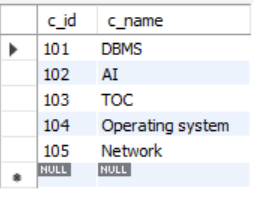 c_id c_name
101 DBMS
102 AI
103 TOC
104 Operating system
105 Network
NULL NULL